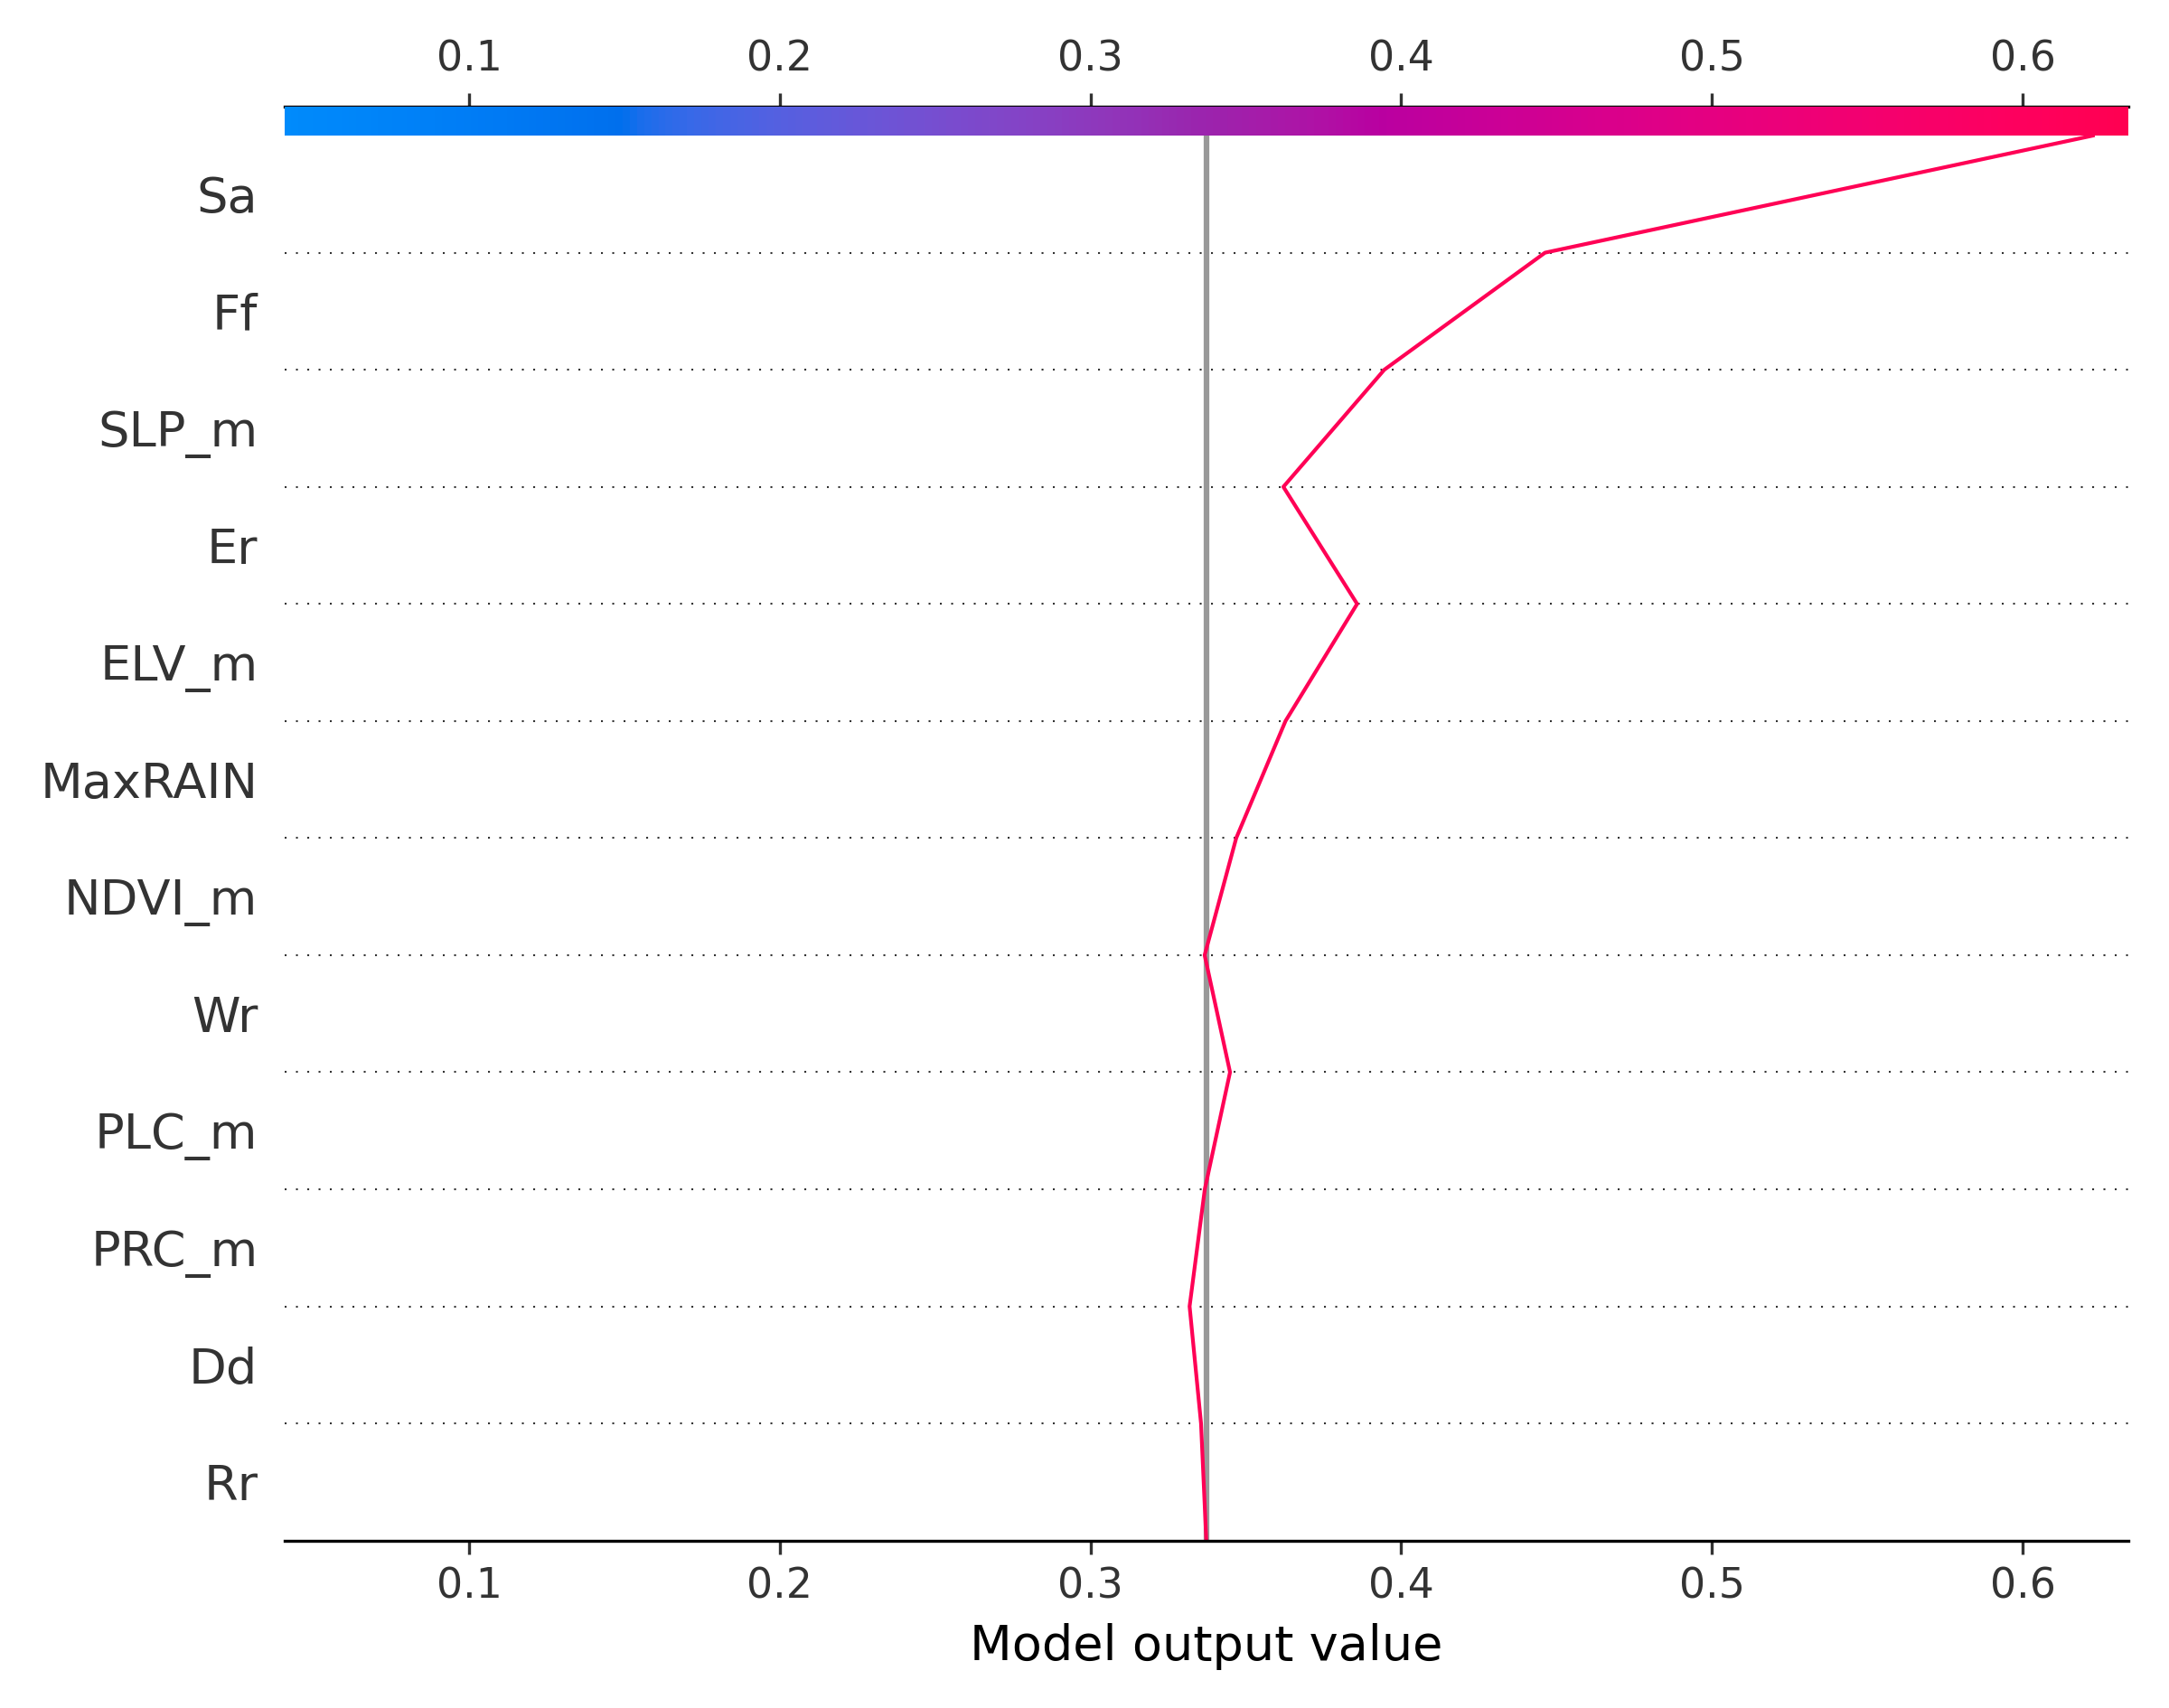 0.1 0.2 0.3 0.4 0.5 0.6
Sa
Ff
SLP_m
Er
ELV_m
MaxRAIN
NDVI_m
Wr
PLC_m
PRC_m
Dd
Rr
0.1 0.2 0.3 0.4 0.5 0.6
Model output value